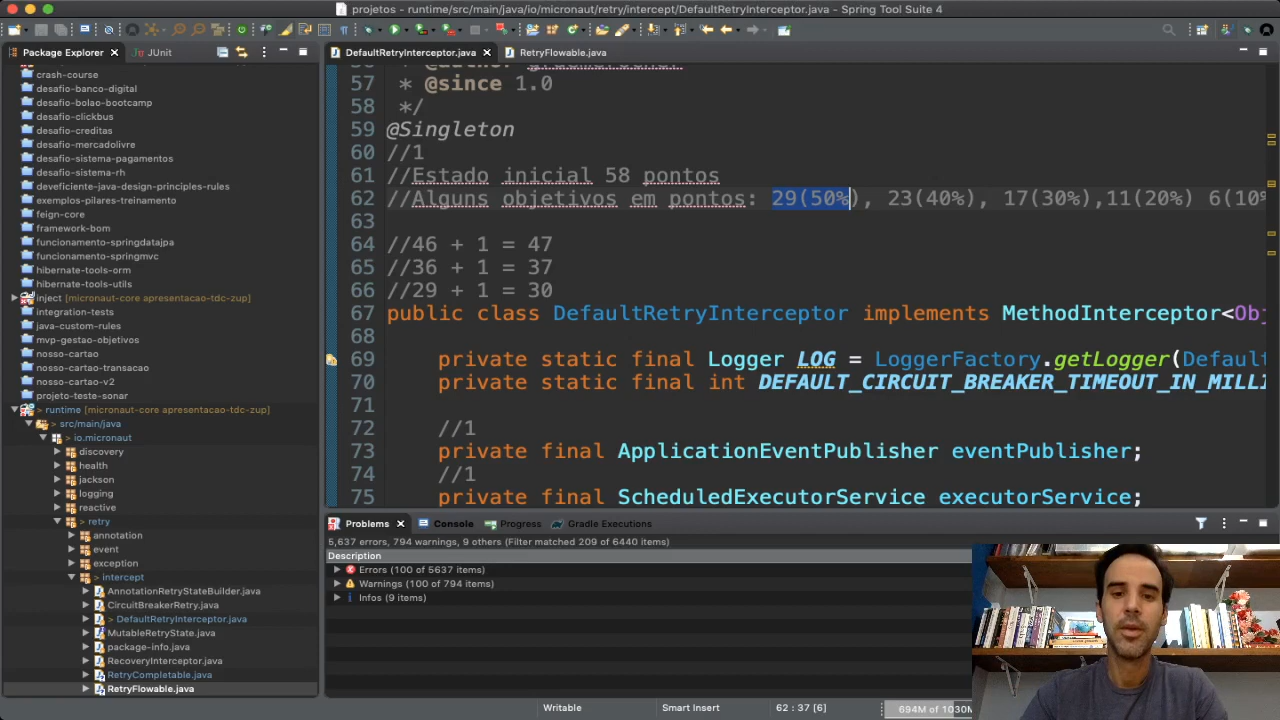 projetos - runtime/src/main/java/io/micronaut/retry/intercept/DefaultRetryInterceptor.java - Spring Tool Suite 4
Package Explorer
JUnit
crash-course
desafio-banco-digital
desafio-bolao-bootcamp
desafio-clickbus
desafio-creditas
desafio-mercadolivre
desafio-sistema-pagamentos
desafio-sistema-rh
deveficiente-java-design-principles-rules
exemplos-pilares-treinamento
feign-core
framework-bom
funcionamento-springdatajpa
funcionamento-springmvc
hibernate-tools-orm
hibernate-tools-utils
inject [micronaut-core apresentacao-tdc-zup]
integration-tests
java-custom-rules
mvp-gestao-objetivos
nosso-cartao
nosso-cartao-transacao
nosso-cartao-v2
projeto-teste-sonar
> runtime [micronaut-core apresentacao-tdc-zup]
> src/main/java
> io.micronaut
discovery
health
jackson
logging
reactive
> retry
annotation
event
exception
> intercept
AnnotationRetryStateBuilder.java
CircuitBreakerRetry.java
> DefaultRetryInterceptor.java
MutableRetryState.java
package-info.java
RecoveryInterceptor.java
RetryCompletable.java
RetryFlowable.java
DefaultRetryInterceptor.java
RetryFlowable.java
57 * @since 1.0
58 */
59 @Singleton
60 //1
61 //Estado inicial 58 pontos
62 //Alguns objetivos em pontos: 29(50%), 23(40%), 17(30%),11(20%) 6(10%
63
64 //46 + 1 = 47
65 //36 + 1 = 37
66 //29 + 1 = 30
67 public class DefaultRetryInterceptor implements MethodInterceptor<Obj
68
69 private static final Logger LOG = LoggerFactory.getLogger(Default
70 private static final int DEFAULT_CIRCUIT_BREAKER_TIMEOUT_IN_MILLI
71
72 //1
73 private final ApplicationEventPublisher eventPublisher;
74 //1
75 private final ScheduledExecutorService executorService;
Problems
Console
Progress
Gradle Executions
5,637 errors, 794 warnings, 9 others (Filter matched 209 of 6440 items)
Description
Errors (100 of 5637 items)
Warnings (100 of 794 items)
Infos (9 items)
Writable
Smart Insert
62 : 37 [6]
694M of 1030M